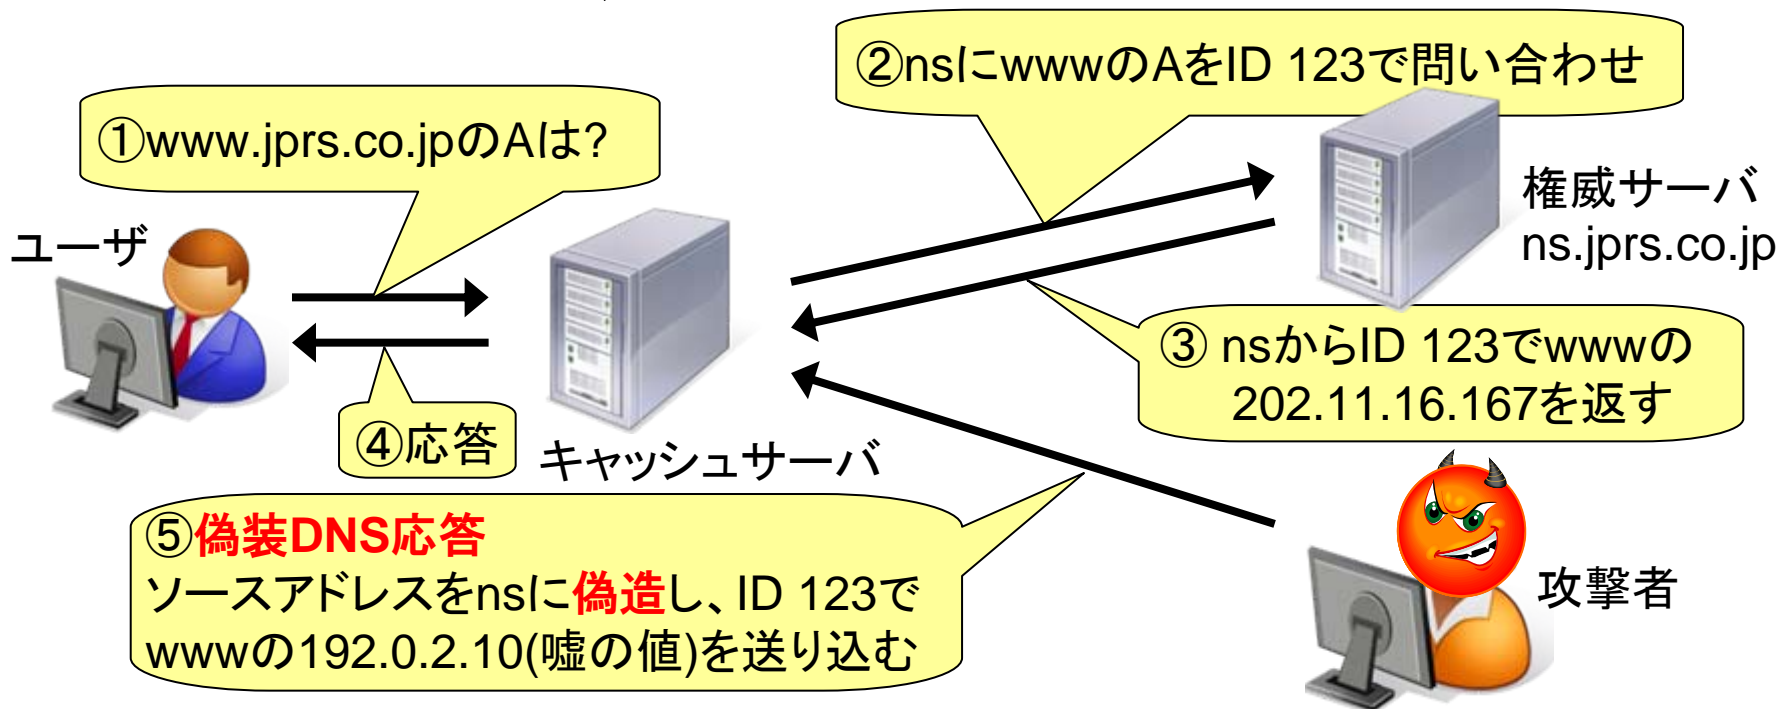 ②nsにwwwのAをID 123で問い合わせ
①www.jprs.co.jpのAは?
権威サーバ
ns.jprs.co.jp
ユーザ
③ nsからID 123でwwwの
202.11.16.167を返す
④応答
キャッシュサーバ
⑤偽装DNS応答
ソースアドレスをnsに偽造し、ID 123で
wwwの192.0.2.10(嘘の値)を送り込む
攻撃者